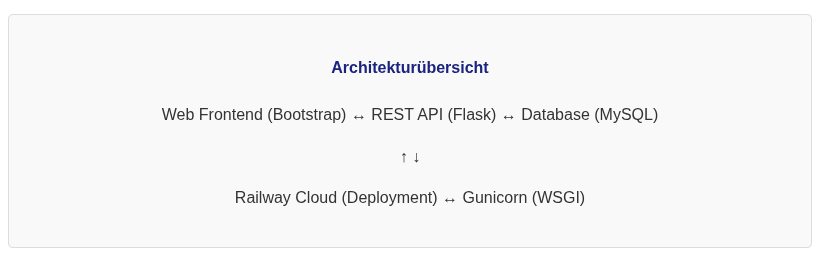 Architekturübersicht
Web Frontend (Bootstrap) ↔ REST API (Flask) ↔ Database (MySQL)
↑ ↓
Railway Cloud (Deployment) ↔ Gunicorn (WSGI)